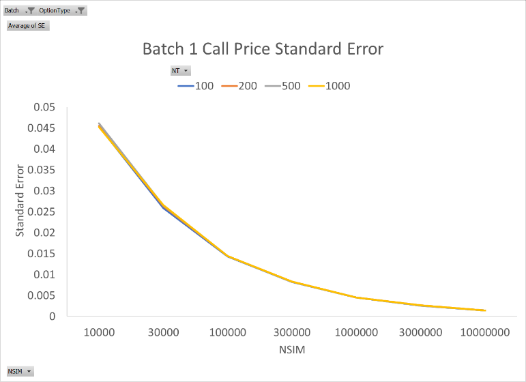 Batch OptionType
Average of SE
Batch 1 Call Price Standard Error
NT
100 200 500 1000
0.05
0.045
0.04
0.035
0.03
0.025
0.02
0.015
0.01
0.005
0
Standard Error
10000 30000 100000 300000 1000000 3000000 10000000
NSIM
NSIM